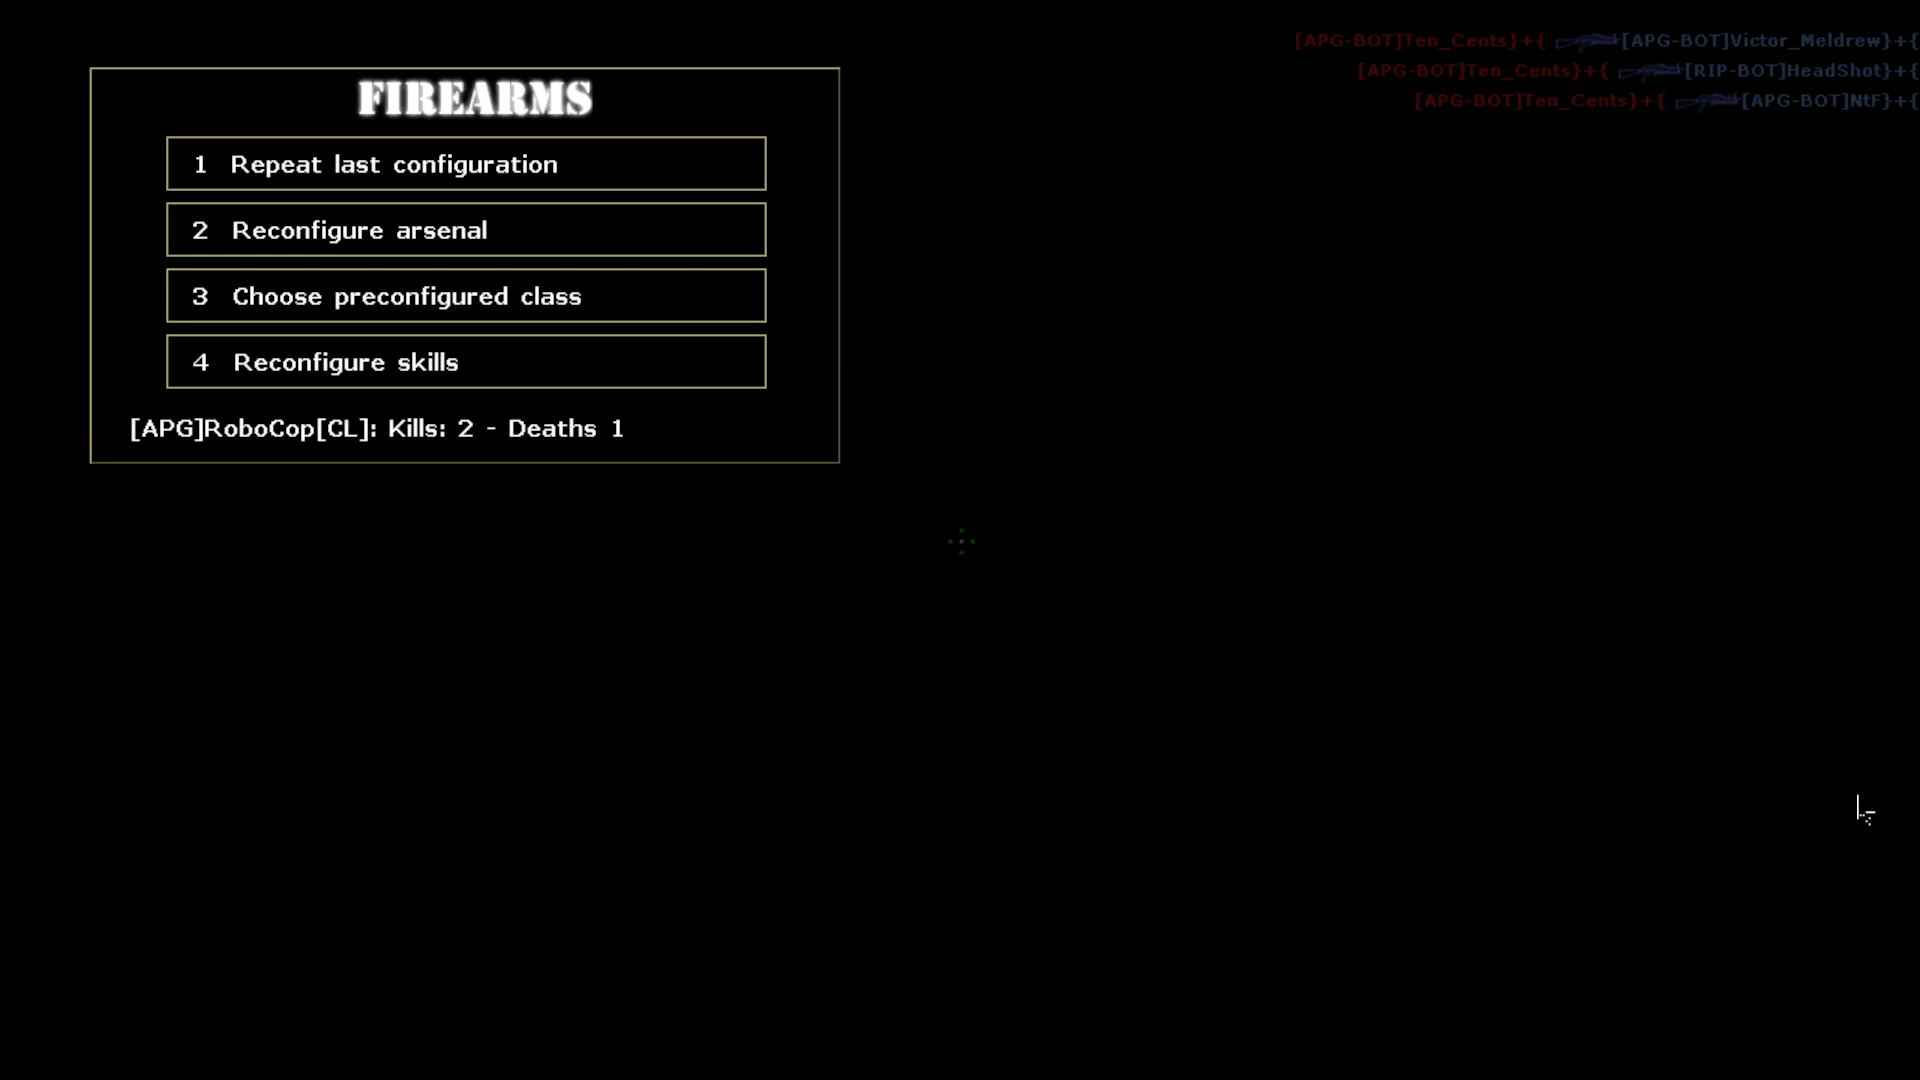 FIREARMS
1 Repeat last configuration
2 Reconfigure arsenal
3 Choose preconfigured class
4 Reconfigure skills
[APG]RoboCop[CL]: Kills: 2 - Deaths 1
[APG-BOT]Ten_Cents}+{ [APG-BOT]Victor_Meldrew}+{
[APG-BOT]Ten_Cents}+{ [RIP-BOT]HeadShot}+{
[APG-BOT]Ten_Cents}+{ [APG-BOT]NtF}+{